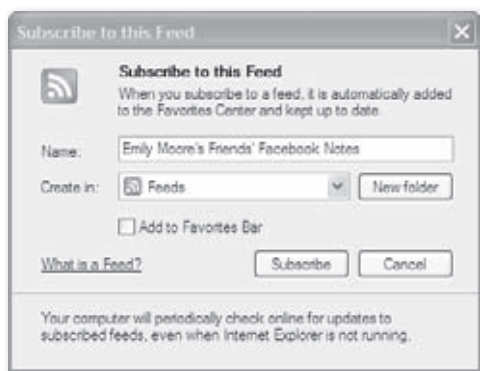 Subscribe to this Feed
Subscribe to this Feed
When you subscribe to a feed, it is automatically added
to the Favorites Center and kept up to date.
Name: Emily Moore's Friends' Facebook Notes
Create in: Feeds New folder
Add to Favorites Bar
What is a Feed? Subscribe Cancel
Your computer will periodically check online for updates to
subscribed feeds, even when Internet Explorer is not running.